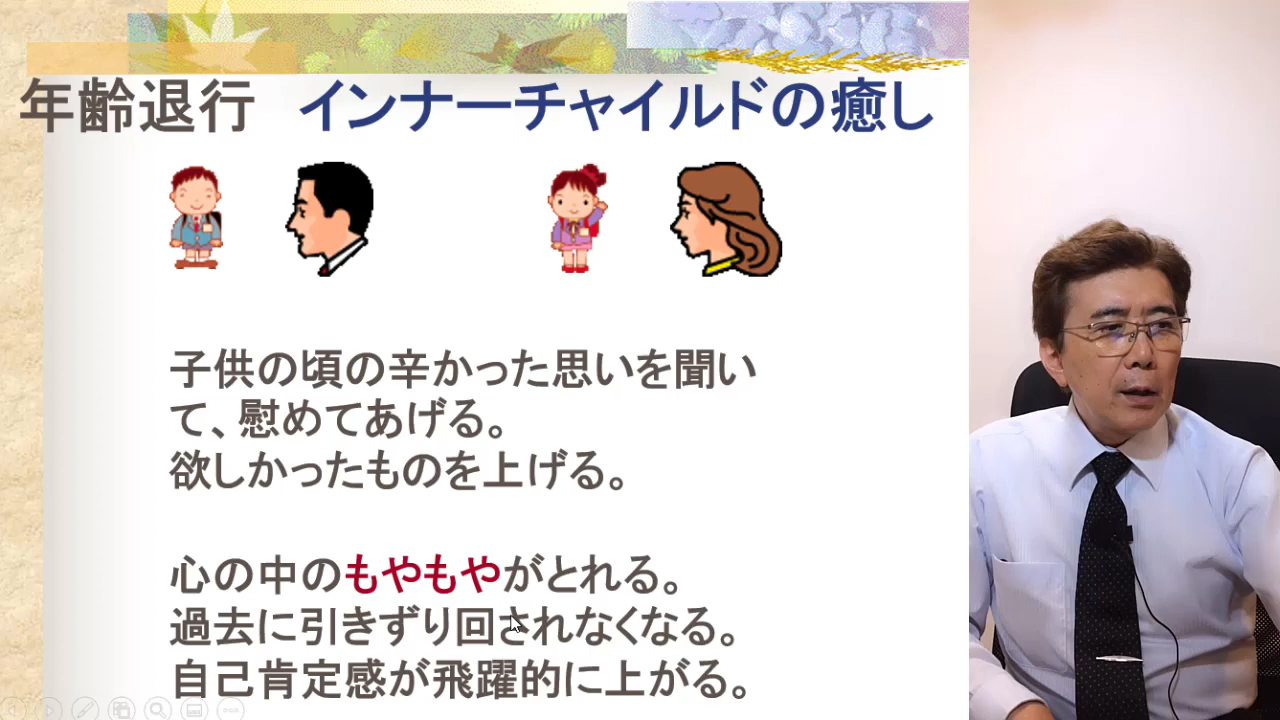 年齢退行　インナーチャイルドの癒し
子供の頃の辛かった思いを聞い
て、慰めてあげる。
欲しかったものを上げる。
心の中のもやもやがとれる。
過去に引きずり回されなくなる。
自己肯定感が飛躍的に上がる。